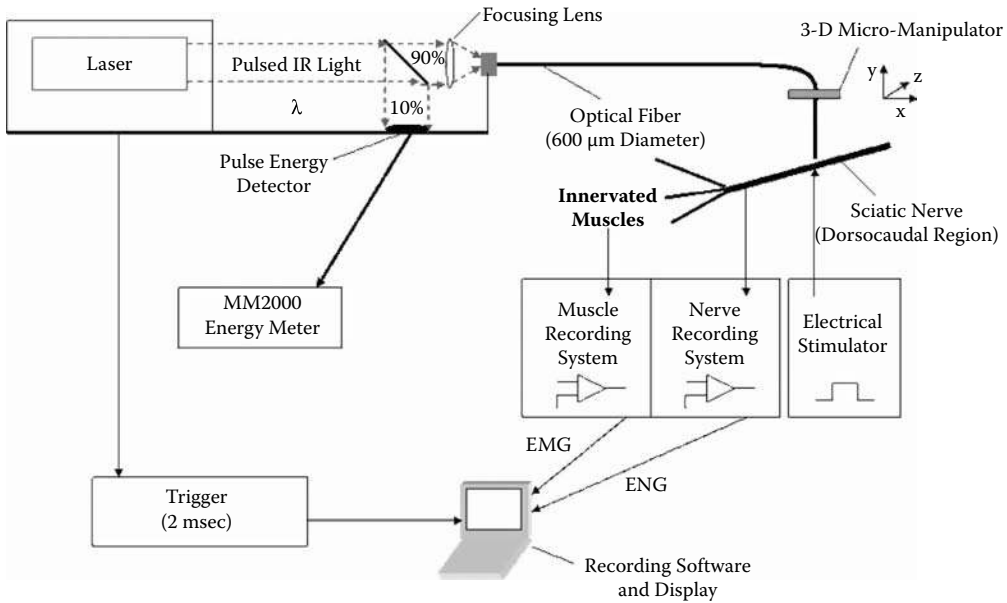 Focusing Lens
3-D Micro-Manipulator
Laser
Pulsed IR Light
90%
λ
10%
y
z
x
Optical Fiber
(600 µm Diameter)
Pulse Energy
Detector
Innervated
Muscles
Sciatic Nerve
(Dorsocaudal Region)
MM2000
Energy Meter
Muscle
Recording
System
Nerve
Recording
System
Electrical
Stimulator
EMG
ENG
Trigger
(2 msec)
Recording Software
and Display